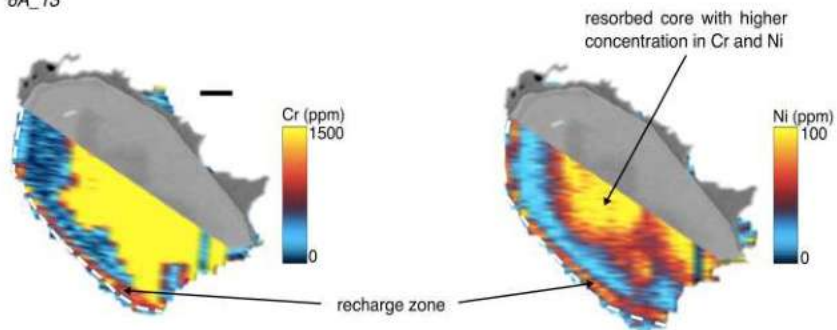 resorbed core with higher
concentration in Cr and Ni
Cr (ppm)
1500
0
Ni (ppm)
100
0
recharge zone